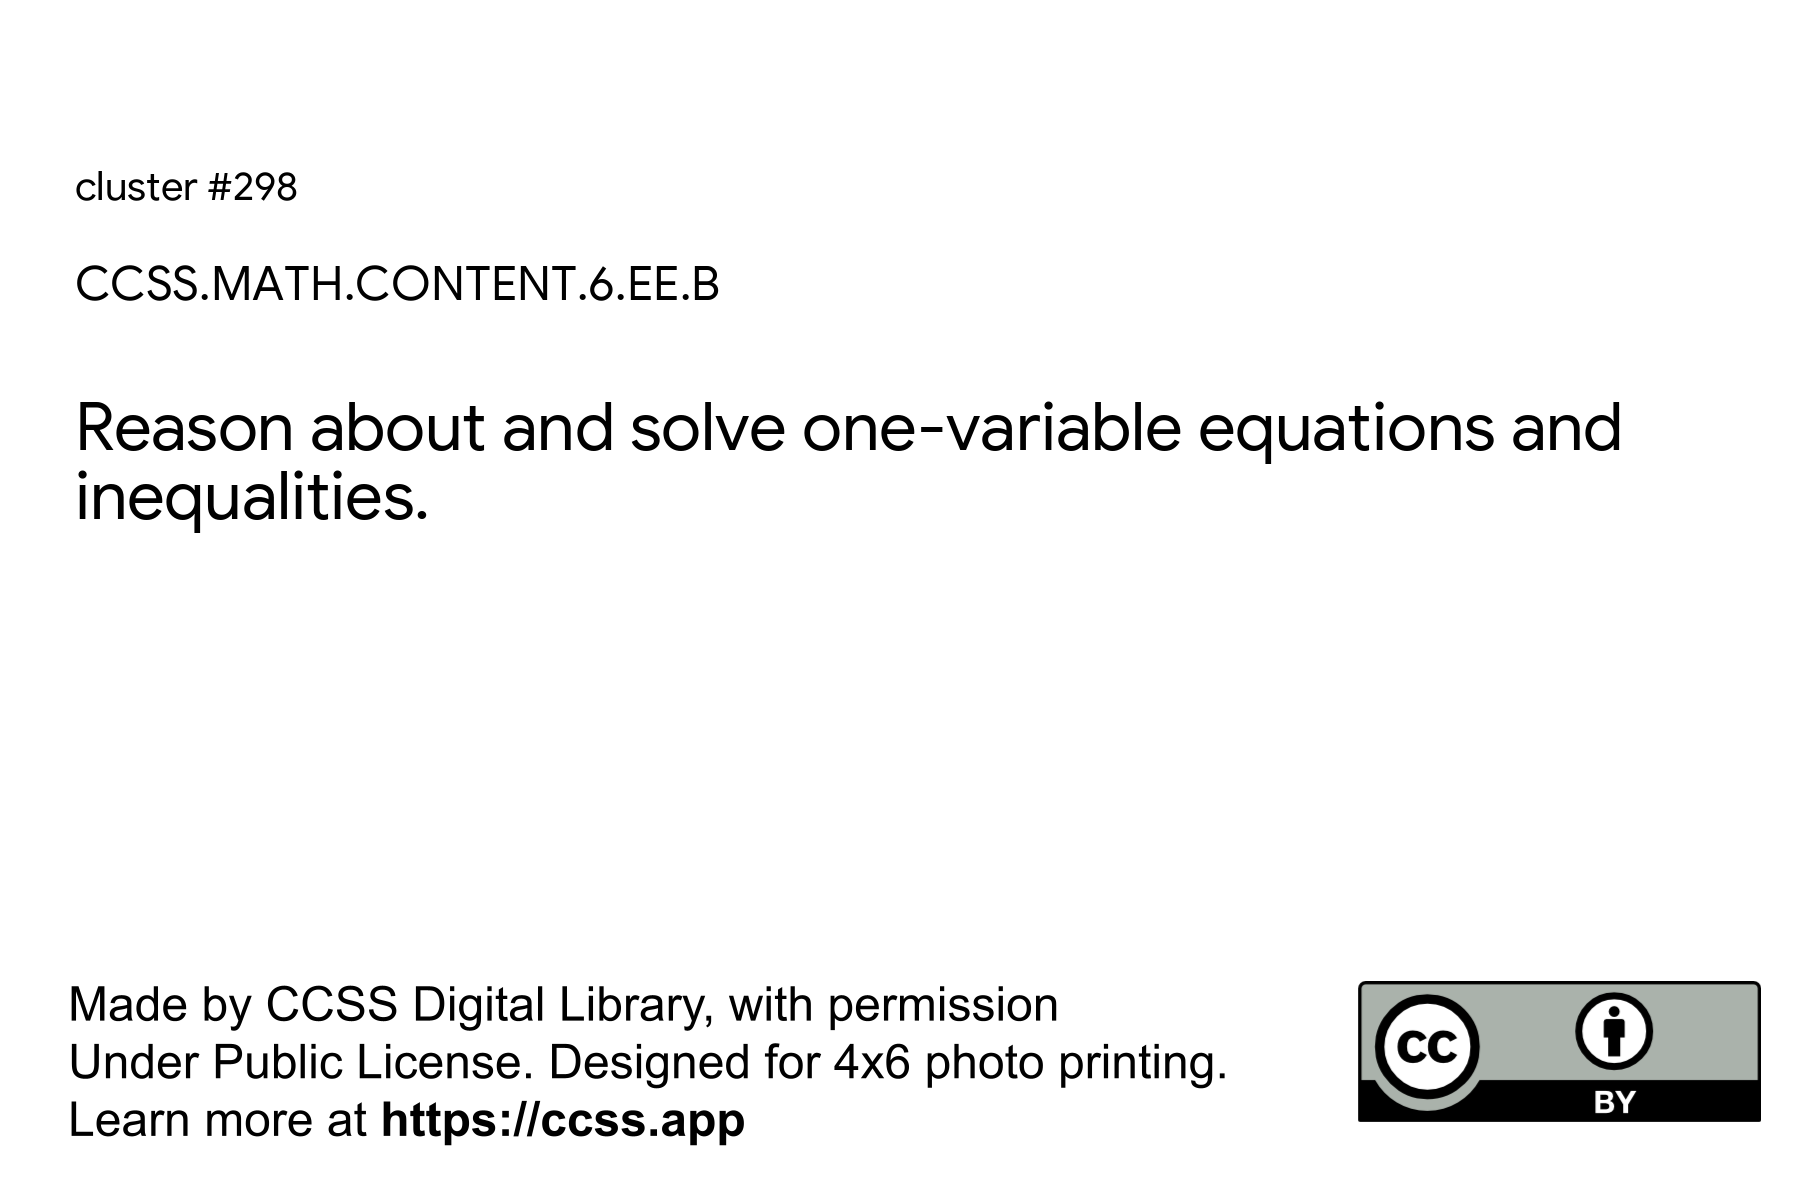 cluster #298
CCSS.MATH.CONTENT.6.EE.B
Reason about and solve one-variable equations and
inequalities.
Made by CCSS Digital Library, with permission
Under Public License. Designed for 4x6 photo printing.
Learn more at https://ccss.app
cc
BY